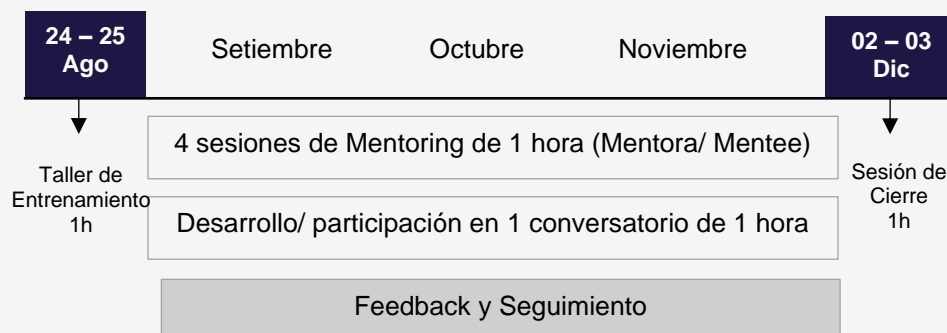 24 – 25
Ago
Setiembre
Octubre
Noviembre
02 – 03
Dic
Taller de
Entrenamiento
1h
4 sesiones de Mentoring de 1 hora (Mentora/ Mentee)
Desarrollo/ participación en 1 conversatorio de 1 hora
Feedback y Seguimiento
Sesión de
Cierre
1h